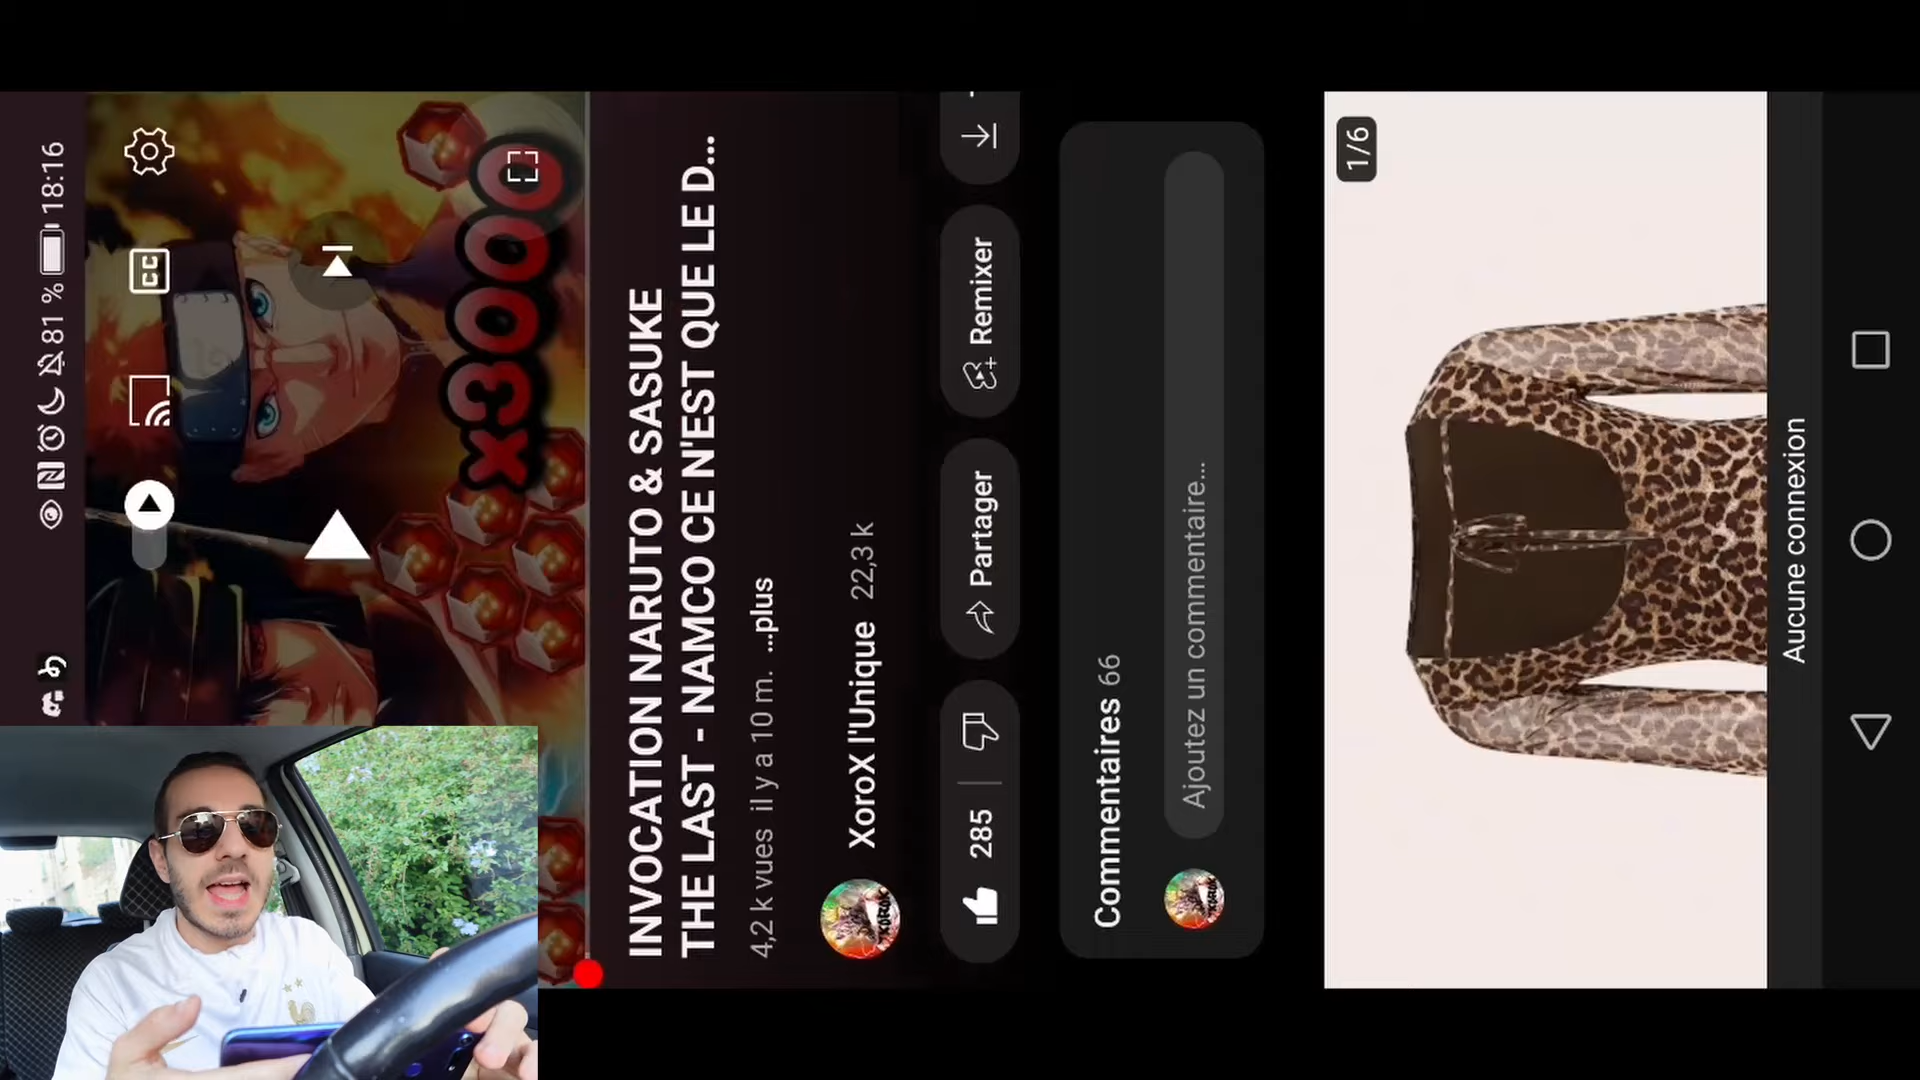 81 % 18:16
CC
x3000
INVOCATION NARUTO & SASUKE
THE LAST - NAMCO CE N'EST QUE LE D...
4,2 k vues il y a 10 m. ...plus
XoroX l'Unique 22,3 k
285
Partager
Remixer
Commentaires 66
Ajoutez un commentaire...
1/6
Aucune connexion